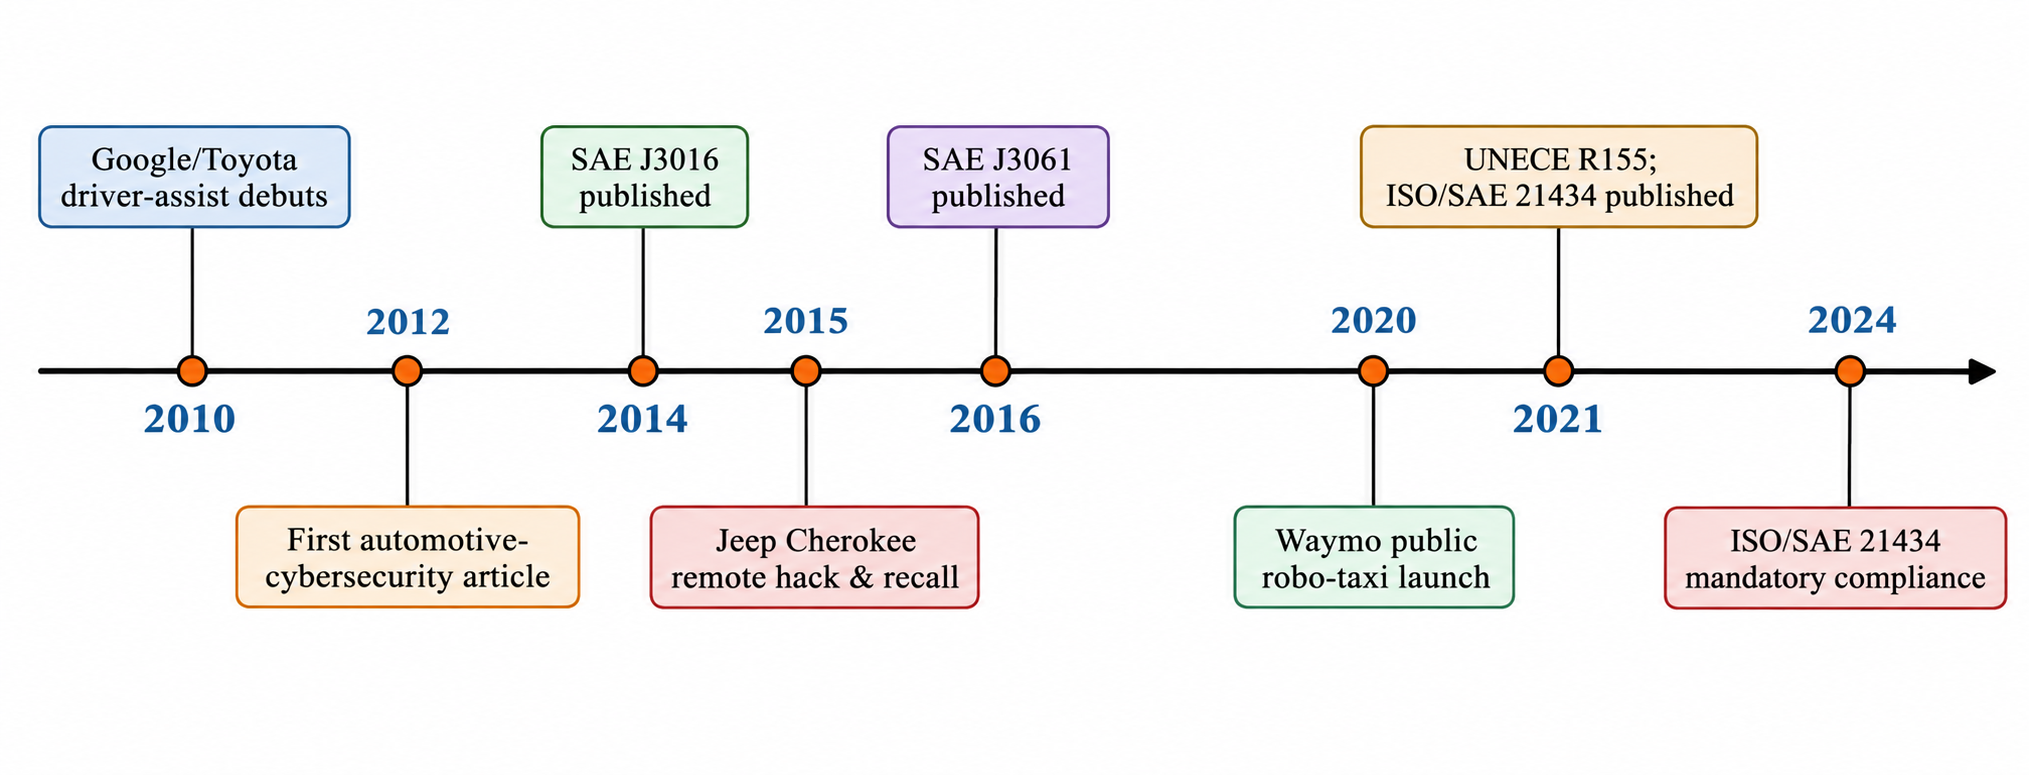 Google/Toyota
driver-assist debuts
SAE J3016
published
SAE J3061
published
UNECE R155;
ISO/SAE 21434 published
2012
2015
2020
2024
2010
2014
2016
2021
First automotive-
cybersecurity article
Jeep Cherokee
remote hack & recall
Waymo public
robo-taxi launch
ISO/SAE 21434
mandatory compliance